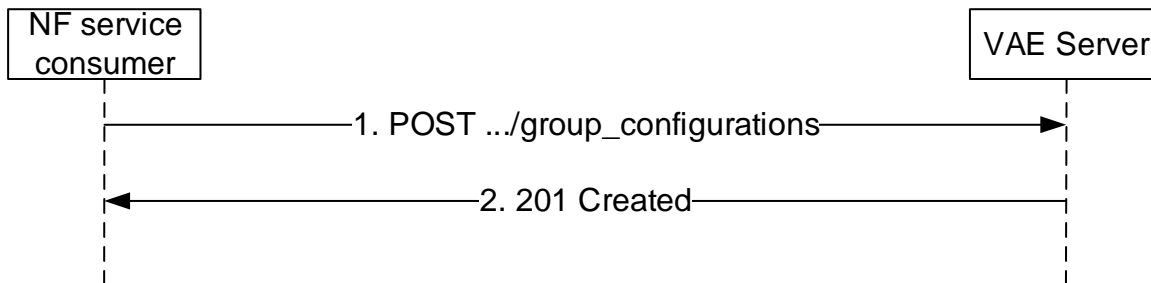 NF service
consumer
VAE Server
1. POST .../group_configurations
2. 201 Created